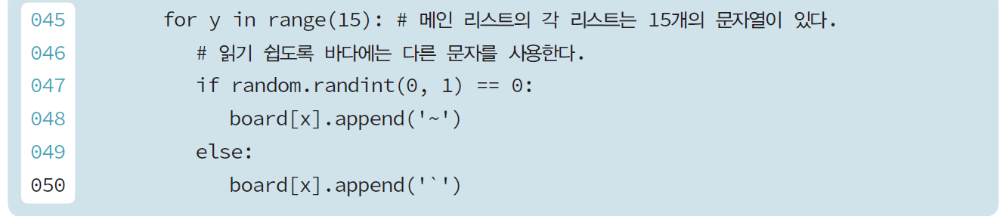 045 for y in range(15): # 메인 리스트의 각 리스트는 15개의 문자열이 있다.
046 # 읽기 쉽도록 바다에는 다른 문자를 사용한다.
047 if random.randint(0, 1) == 0:
048 board[x].append('~')
049 else:
050 board[x].append('`')